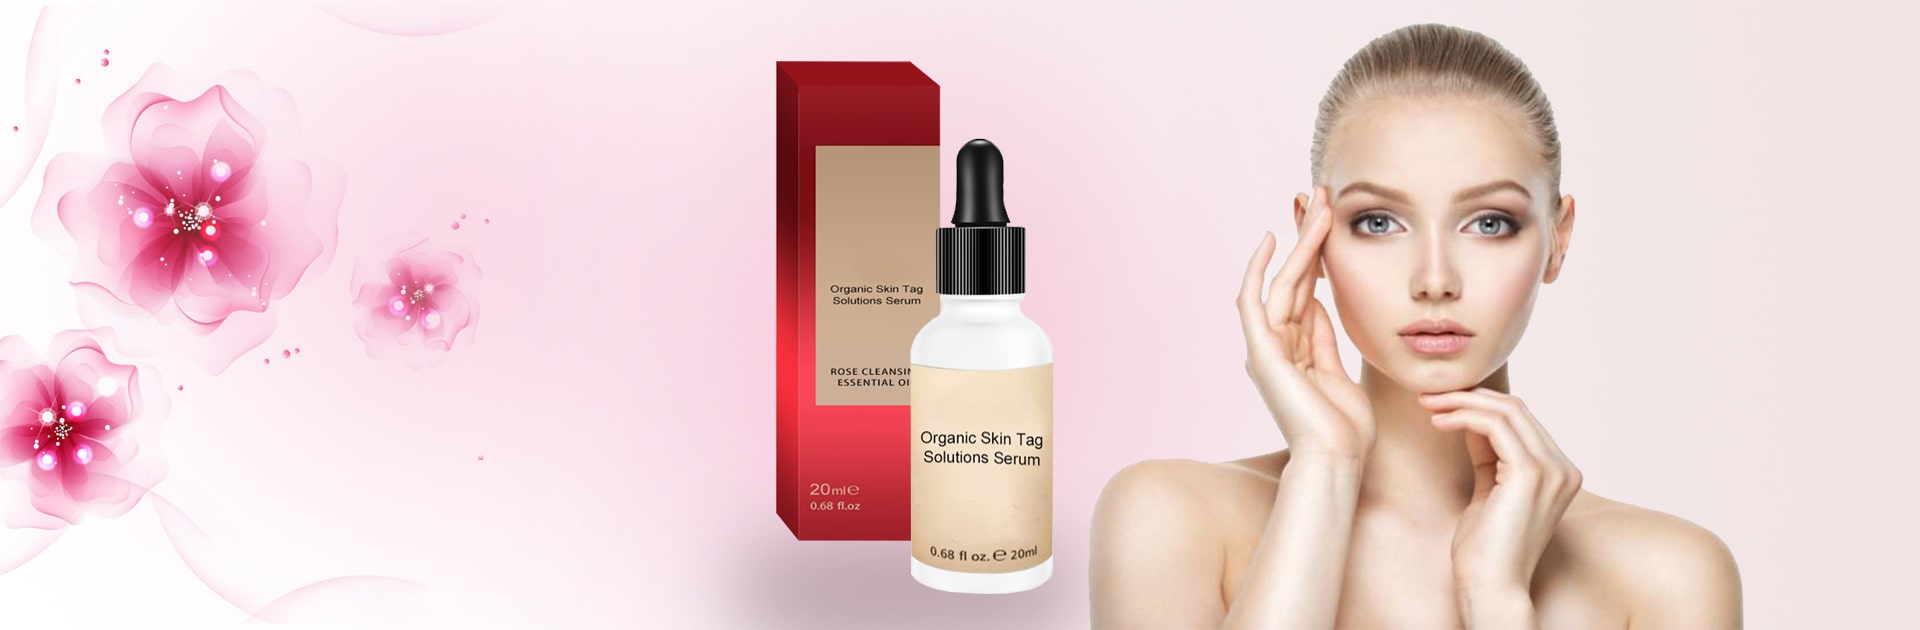 Organic Skin Tag
Solutions Serum
ROSE CLEANSIN
ESSENTIAL OI
20ml℮
0.68 fl.oz
Organic Skin Tag
Solutions Serum
0.68 fl oz. ℮ 20ml